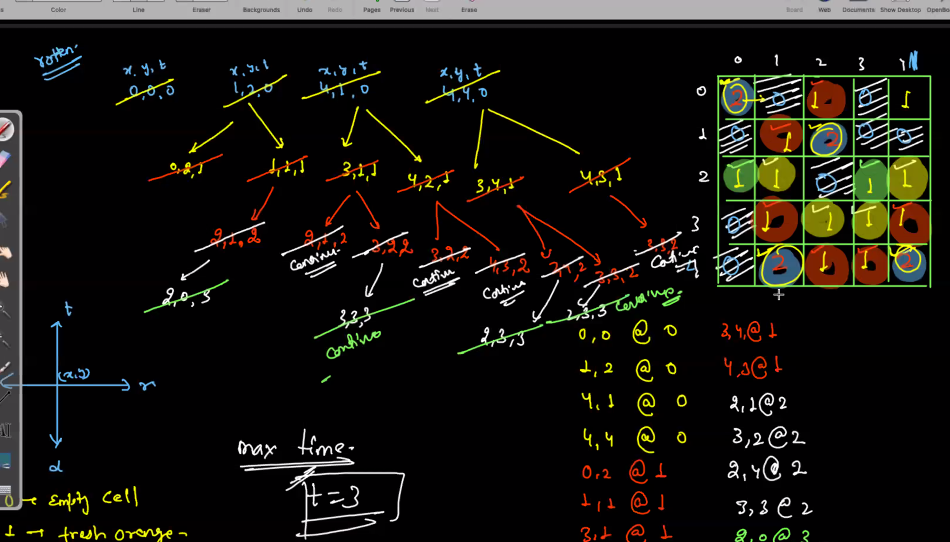 Color Line Eraser Backgrounds Undo Redo Pages Previous Next Erase Board Web Documents Show Desktop OpenBo
rotten.
x, y, t x, y, t x, y, t x, y, t
0,0,0 1,2,0 4,1,0 4,4,0
0,2,1 1,1,1 3,1,1 4,2,1 3,4,1 4,3,1
2,1,2 2,1,2 3,2,2 3,2,2 4,3,2 2,4,2 3,3,2 3,3,2
continue continue continue continue
2,0,3 3,3,3 2,3,3 2,3,3
continue continue
0 1 2 3 4
0 2 0 1 0 1
1 0 1 2 0 0
2 1 1 0 1 1
3 0 1 1 1 1
4 0 2 1 1 2
t
(x,y)
r
d
max time.
t = 3
0 → Empty cell
1 → fresh orange
0,0 @ 0
1,2 @ 0
4,1 @ 0
4,4 @ 0
0,2 @ 1
1,1 @ 1
3,1 @ 1
3,4 @ 1
4,3 @ 1
2,1 @ 2
3,2 @ 2
2,4 @ 2
3,3 @ 2
2,0 @ 3